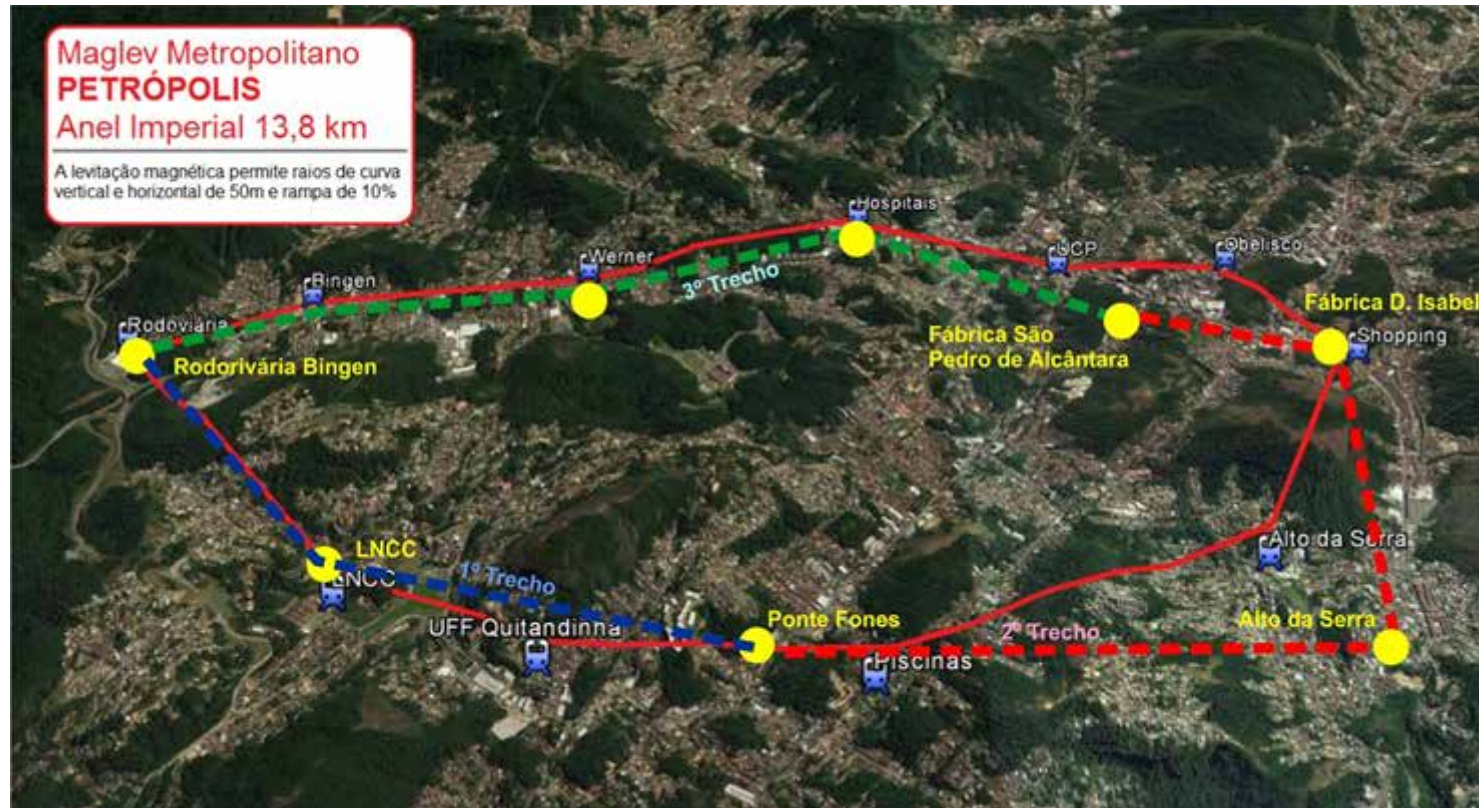 Maglev Metropolitano
PETRÓPOLIS
Anel Imperial 13,8 km
A levitação magnética permite raios de curva
vertical e horizontal de 50m e rampa de 10%
Hospitais
UCP
Obelisco
Werner
3º Trecho
Bingen
Fábrica D. Isabel
Rodoviária
Shopping
Fábrica São
Pedro de Alcântara
Rodorivária Bingen
Alto da Serra
LNCC
LNCC
1º Trecho
UFF Quitandinha
Ponte Fones
2º Trecho
Alto da Serra
Piscinas